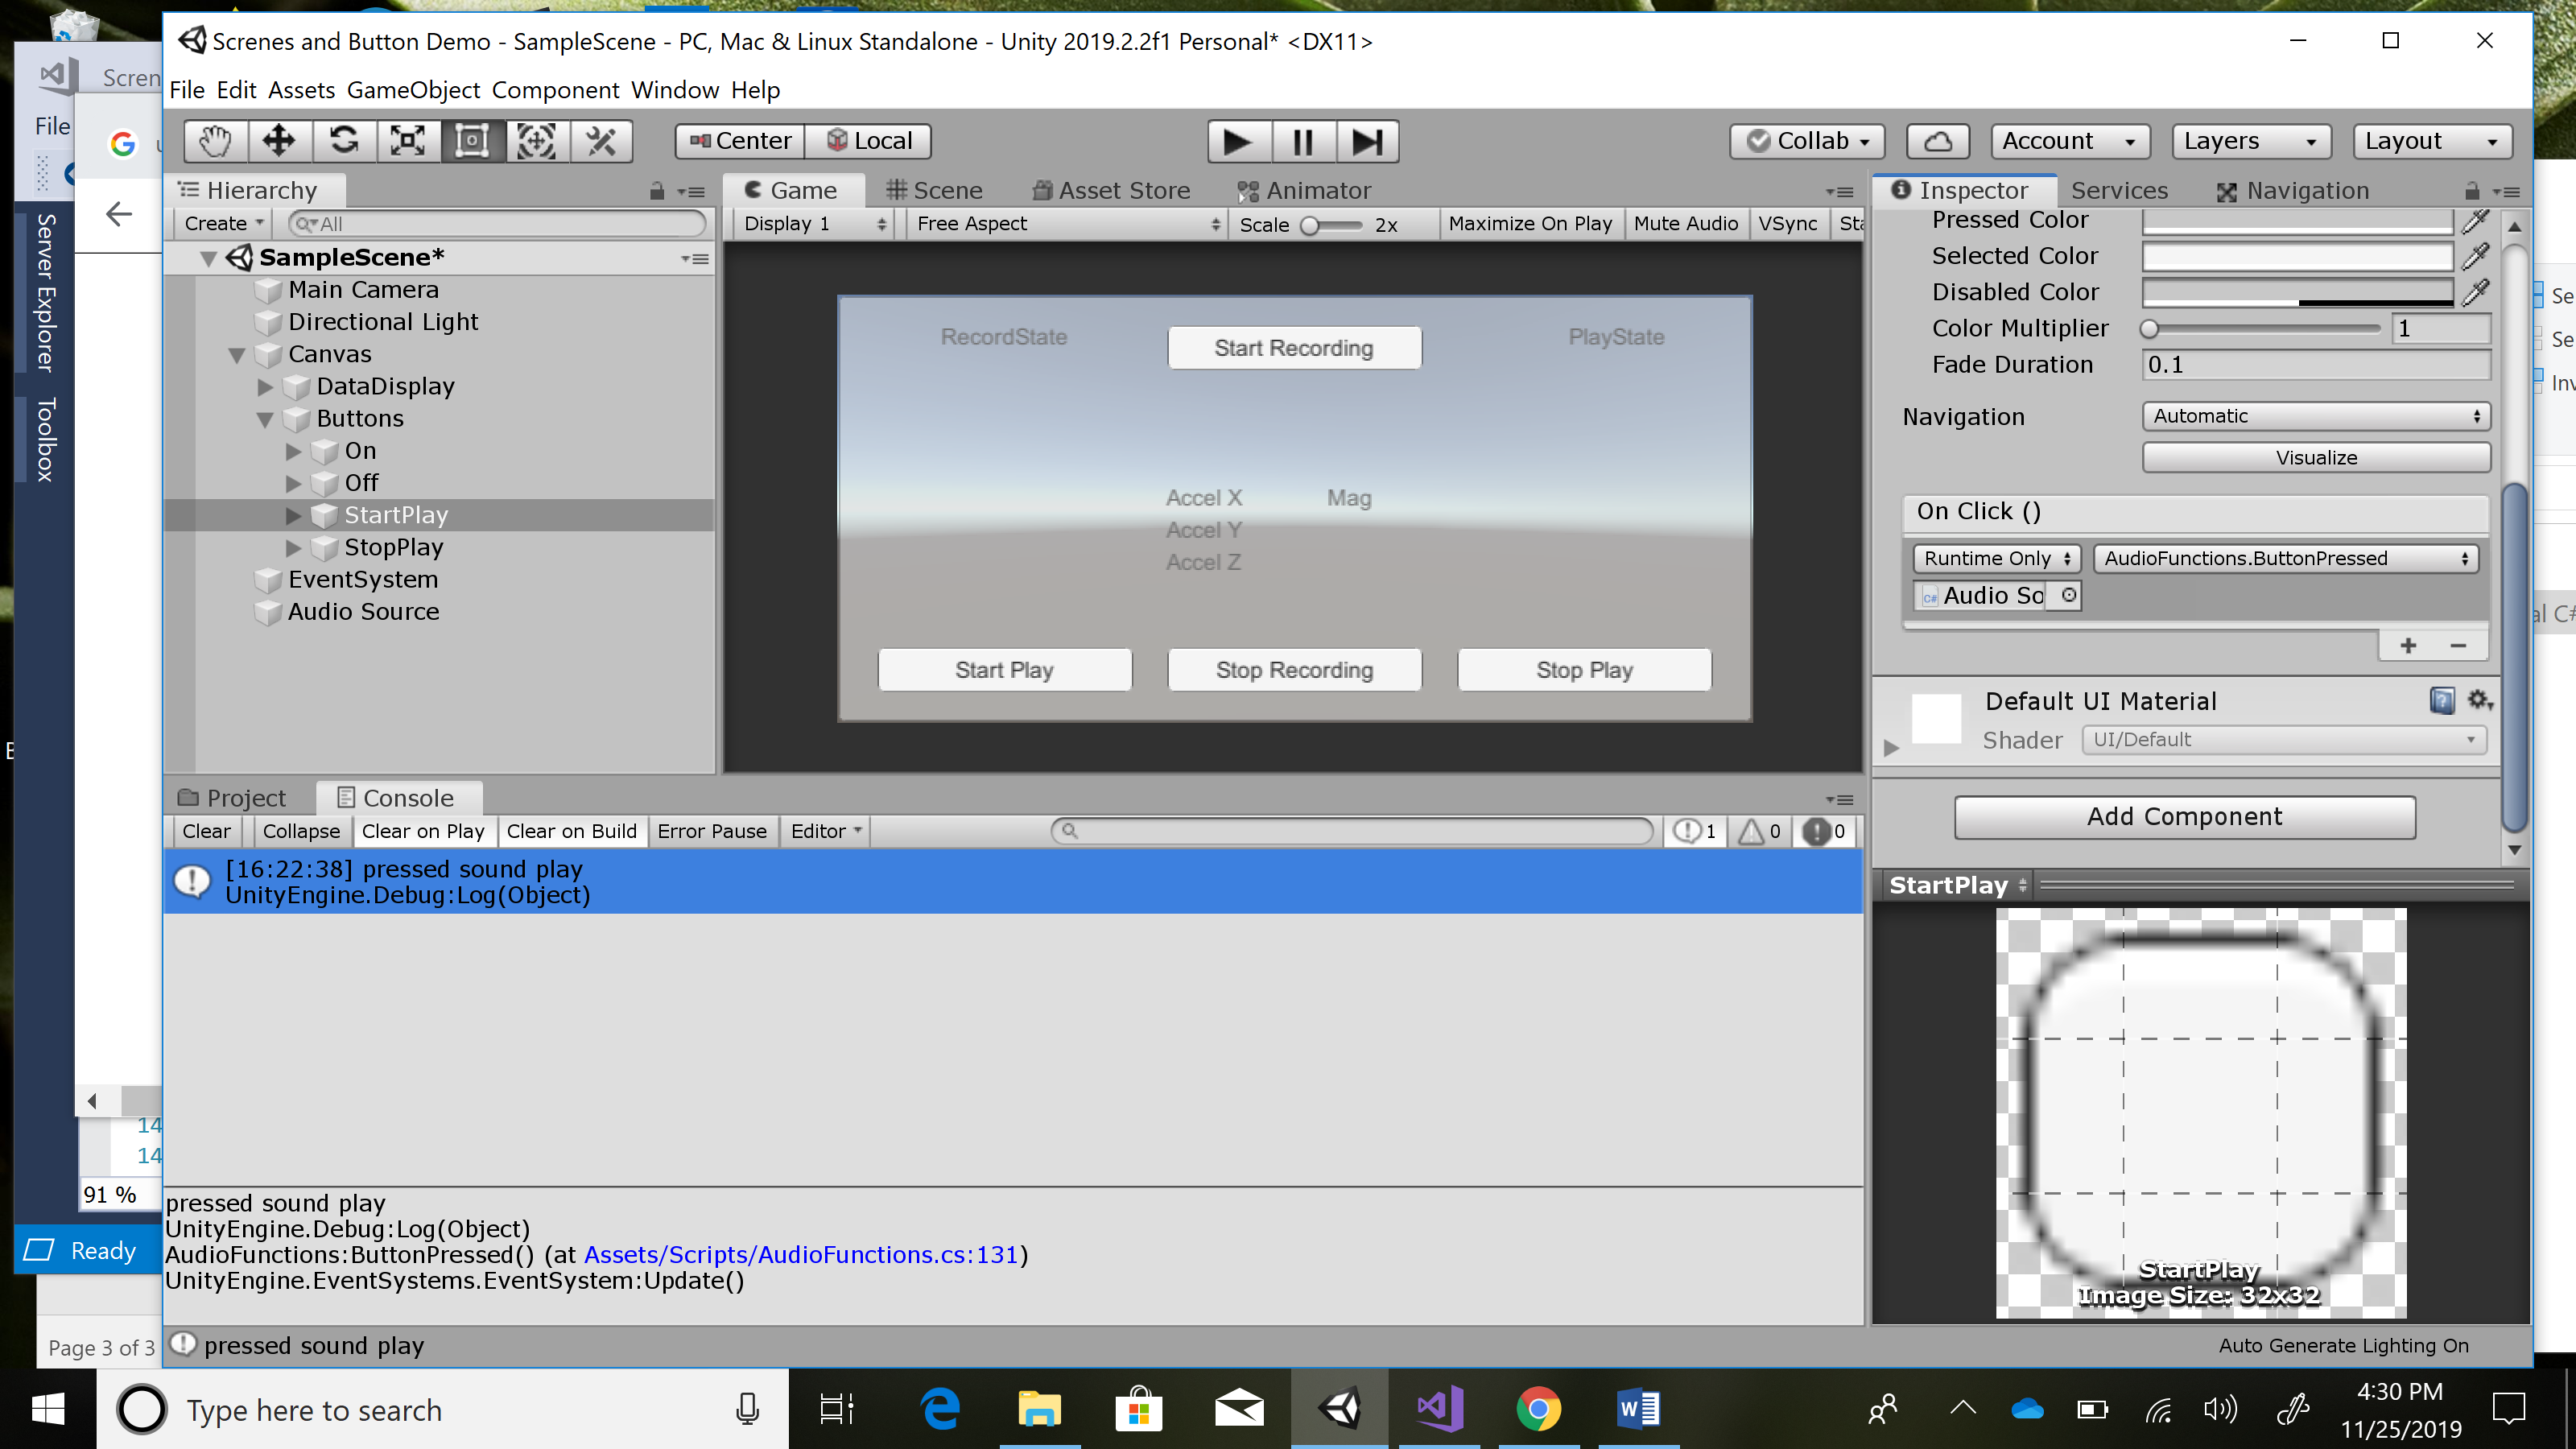 Screnes and Button Demo - SampleScene - PC, Mac & Linux Standalone - Unity 2019.2.2f1 Personal* <DX11>
Scren
File Edit Assets GameObject Component Window Help
File
Center Local
Collab Account Layers Layout
Hierarchy
Create All
SampleScene*
Main Camera
Directional Light
Canvas
DataDisplay
Buttons
On
Off
StartPlay
StopPlay
EventSystem
Audio Source
Server Explorer
Toolbox
Game Scene Asset Store Animator
Display 1 Free Aspect Scale 2x Maximize On Play Mute Audio VSync Sta
RecordState Start Recording PlayState
Accel X Mag
Accel Y
Accel Z
Start Play Stop Recording Stop Play
Inspector Services Navigation
Pressed Color
Selected Color
Disabled Color
Color Multiplier 1
Fade Duration 0.1
Navigation Automatic
Visualize
On Click ()
Runtime Only AudioFunctions.ButtonPressed
Audio So
+ −
Default UI Material
Shader UI/Default
Add Component
StartPlay
StartPlay
Image Size: 32x32
Se
Se
Inv
al C#
Project Console
Clear Collapse Clear on Play Clear on Build Error Pause Editor 1 0 0
[16:22:38] pressed sound play
UnityEngine.Debug:Log(Object)
pressed sound play
UnityEngine.Debug:Log(Object)
AudioFunctions:ButtonPressed() (at Assets/Scripts/AudioFunctions.cs:131)
UnityEngine.EventSystems.EventSystem:Update()
pressed sound play
Auto Generate Lighting On
14
14
91 %
Ready
Page 3 of 3
Type here to search
4:30 PM
11/25/2019